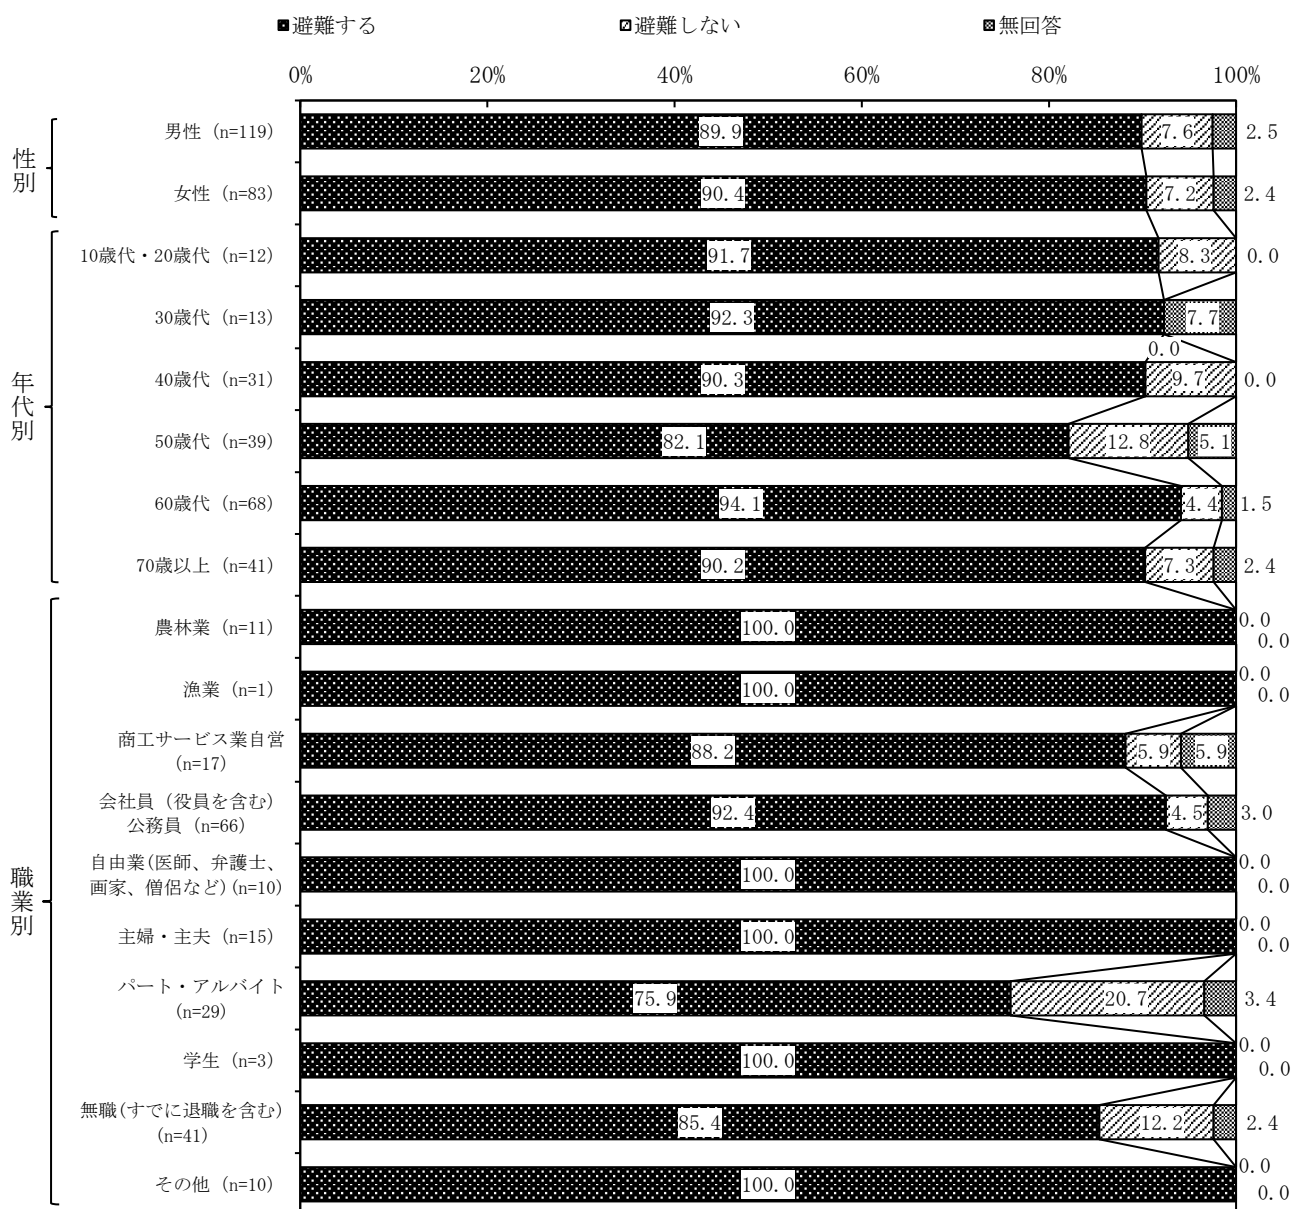 避難する 避難しない 無回答
0% 20% 40% 60% 80% 100%
性別
男性 (n=119) 89.9 7.6 2.5
女性 (n=83) 90.4 7.2 2.4
年代別
10歳代・20歳代 (n=12) 91.7 8.3 0.0
30歳代 (n=13) 92.3 7.7
0.0
40歳代 (n=31) 90.3 9.7 0.0
50歳代 (n=39) 82.1 12.8 5.1
60歳代 (n=68) 94.1 4.4 1.5
70歳以上 (n=41) 90.2 7.3 2.4
職業別
農林業 (n=11) 100.0 0.0
0.0
漁業 (n=1) 100.0 0.0
0.0
商工サービス業自営
(n=17) 88.2 5.9 5.9
会社員 (役員を含む)
公務員 (n=66) 92.4 4.5 3.0
自由業(医師、弁護士、
画家、僧侶など)(n=10) 100.0 0.0
0.0
主婦・主夫 (n=15) 100.0 0.0
0.0
パート・アルバイト
(n=29) 75.9 20.7 3.4
学生 (n=3) 100.0 0.0
0.0
無職(すでに退職を含む)
(n=41) 85.4 12.2 2.4
その他 (n=10) 100.0 0.0
0.0